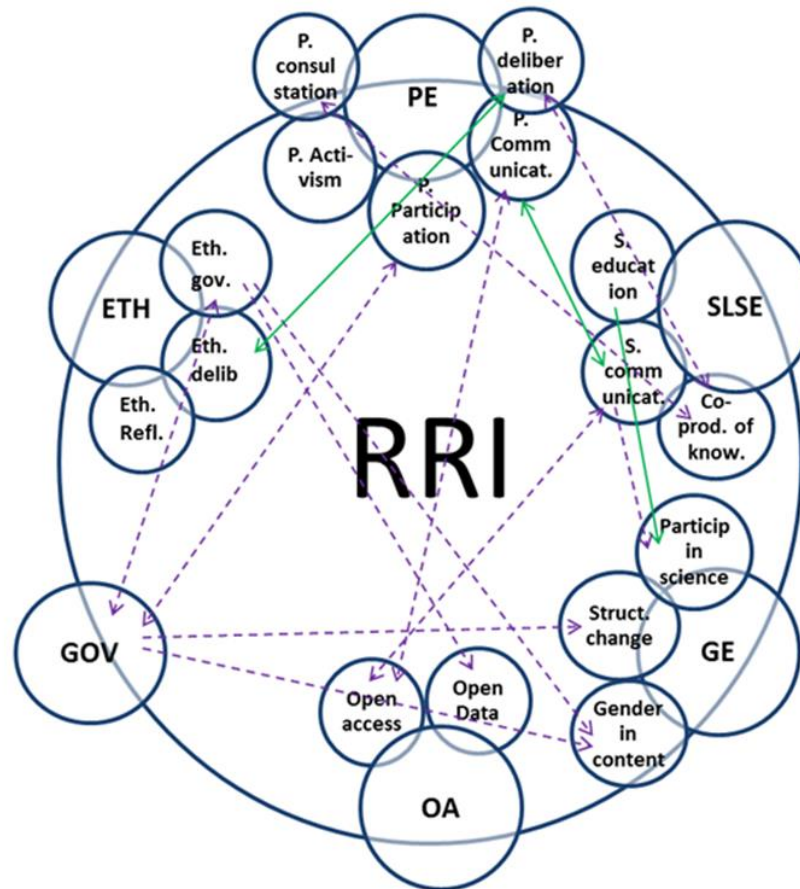 P.
consul
station
PE
P.
deliber
ation
P.
Comm
unicat.
P. Acti-
vism
P.
Particip
ation
Eth.
gov.
ETH
Eth.
delib
Eth.
Refl.
S.
educat
ion
SLSE
S.
comm
unicat.
Co-
prod. of
know.
RRI
Particip
in
science
Struct.
change
GE
GOV
Open
access
Open
Data
Gender
in
content
OA